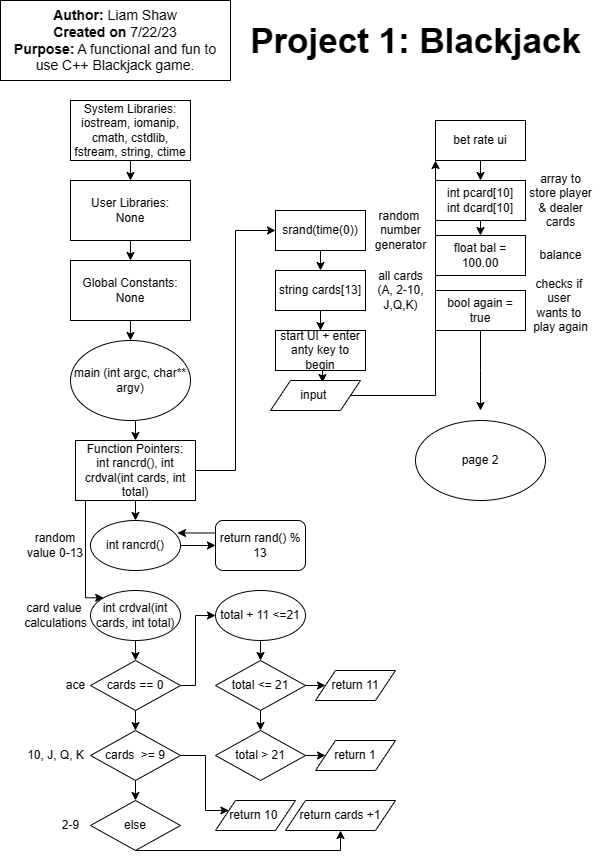 Author: Liam Shaw
Created on 7/22/23
Purpose: A functional and fun to
use C++ Blackjack game.
Project 1: Blackjack
System Libraries:
iostream, iomanip,
cmath, cstdlib,
fstream, string, ctime
User Libraries:
None
Global Constants:
None
main (int argc, char**
argv)
Function Pointers:
int rancrd(), int
crdval(int cards, int
total)
srand(time(0))
random
number
generator
string cards[13]
all cards
(A, 2-10,
J,Q,K)
start UI + enter
anty key to
begin
input
bet rate ui
int pcard[10]
int dcard[10]
array to
store player
& dealer
cards
float bal =
100.00
balance
bool again =
true
checks if
user
wants to
play again
page 2
random
value 0-13
int rancrd()
return rand() %
13
card value
calculations
int crdval(int
cards, int total)
total + 11 <=21
ace
cards == 0
total <= 21
return 11
10, J, Q, K
cards  >= 9
total > 21
return 1
2-9
else
return 10
return cards +1